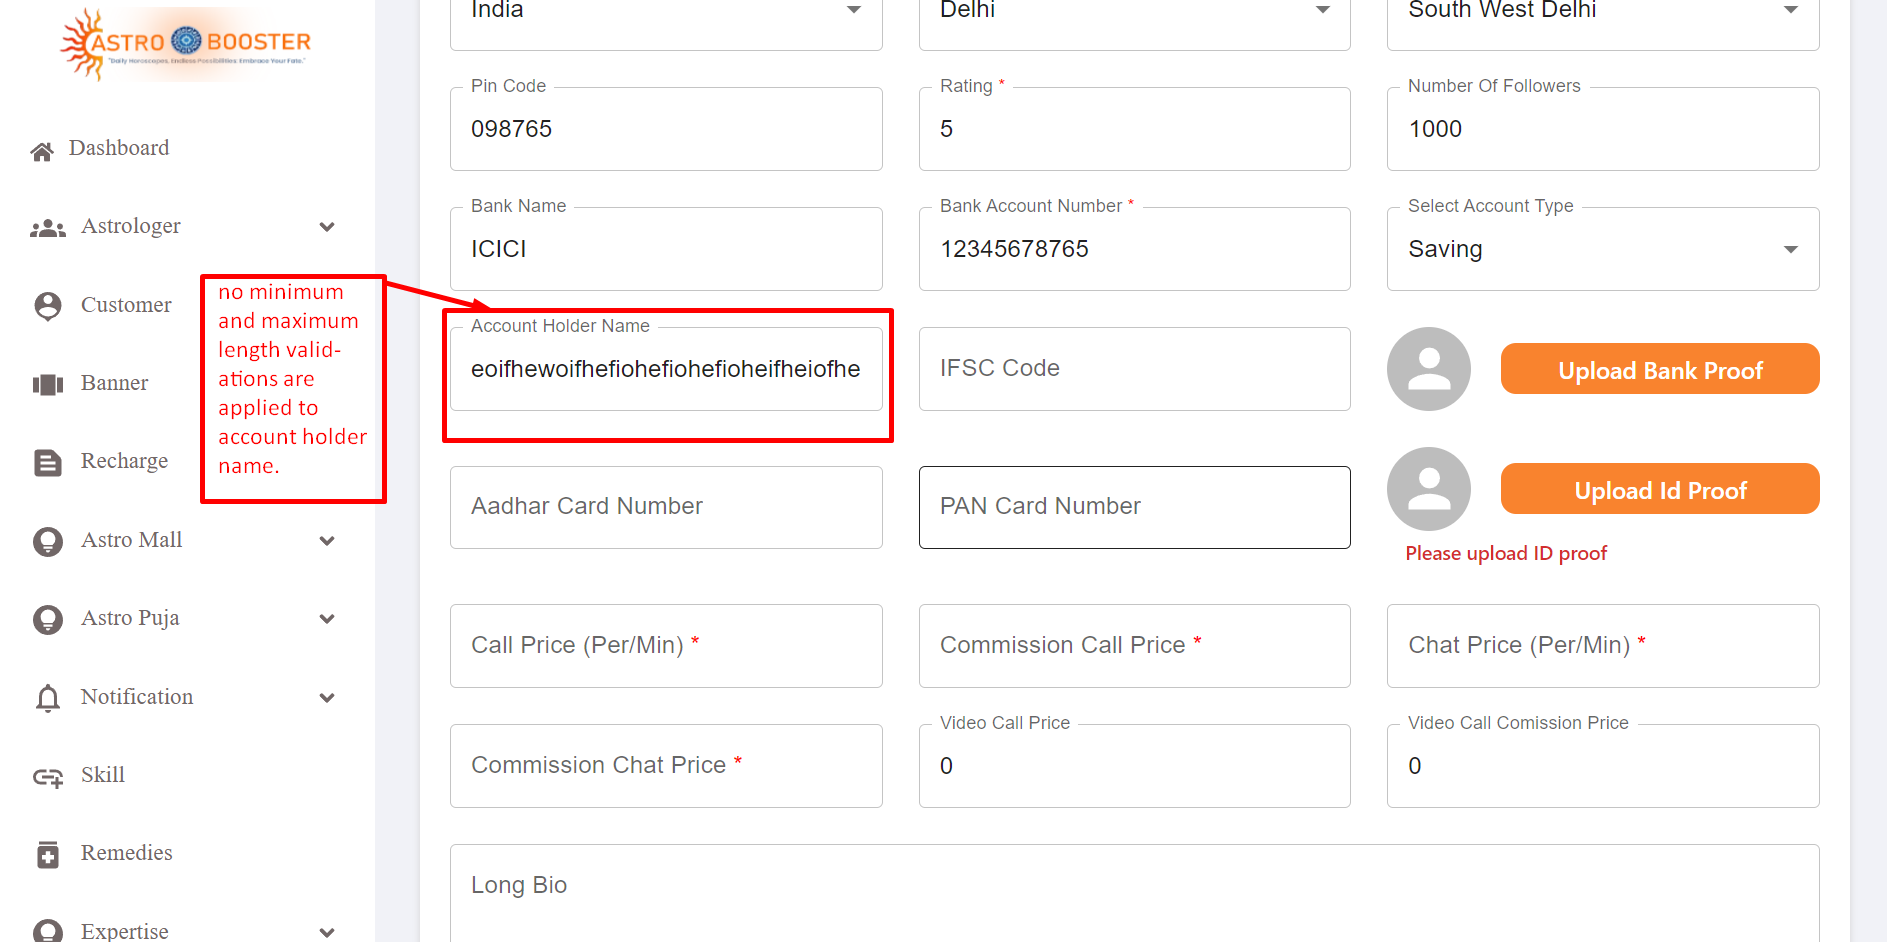 ASTRO BOOSTER
"Daily Horoscopes, Endless Possibilities: Embrace Your Fate."
Dashboard
Astrologer
Customer
Banner
Recharge
Astro Mall
Astro Puja
Notification
Skill
Remedies
Expertise
no minimum
and maximum
length valid-
ations are
applied to
account holder
name.
India
Delhi
South West Delhi
Pin Code
098765
Rating *
5
Number Of Followers
1000
Bank Name
ICICI
Bank Account Number *
12345678765
Select Account Type
Saving
Account Holder Name
eoifhewoifhefiohefiohefioheifheiofhe
IFSC Code
Upload Bank Proof
Aadhar Card Number
PAN Card Number
Upload Id Proof
Please upload ID proof
Call Price (Per/Min) *
Commission Call Price *
Chat Price (Per/Min) *
Commission Chat Price *
Video Call Price
0
Video Call Comission Price
0
Long Bio